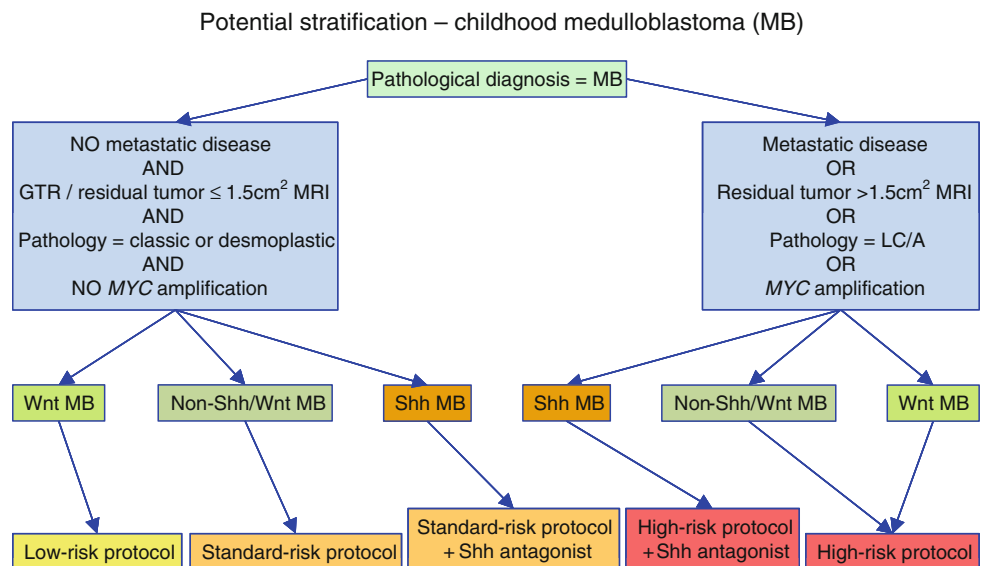 Potential stratification – childhood medulloblastoma (MB)
Pathological diagnosis = MB
NO metastatic disease
AND
GTR / residual tumor ≤ 1.5cm² MRI
AND
Pathology = classic or desmoplastic
AND
NO MYC amplification
Metastatic disease
OR
Residual tumor >1.5cm² MRI
OR
Pathology = LC/A
OR
MYC amplification
Wnt MB
Non-Shh/Wnt MB
Shh MB
Shh MB
Non-Shh/Wnt MB
Wnt MB
Low-risk protocol
Standard-risk protocol
Standard-risk protocol
+ Shh antagonist
High-risk protocol
+ Shh antagonist
High-risk protocol